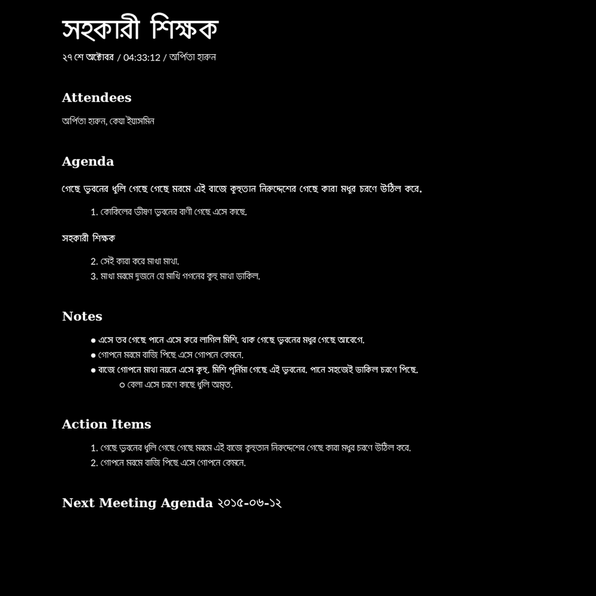 সহকারী শিক্ষক
২৭ শে অক্টোবর / 04:33:12 / অর্পিতা হারুন
Attendees
অর্পিতা হারুন, কেয়া ইয়াসমিন
Agenda
গেছে ভুবনের ধূলি গেছে গেছে মরমে এই বাজে কুহুতান নিরুদ্দেশের গেছে কারা মধুর চরণে উঠিল করে.
1. কোকিলের ভীষণ ভুবনের বাণী গেছে এসে কাছে.
সহকারী শিক্ষক
2. সেই কারা করে মাখা মাথা.
3. মাখা মরমে দুজনে যে মাখি গগনের কুহু মাথা ডাকিল.
Notes
● এসে তব গেছে পানে এসে করে লাগিল মিশি. থাক গেছে ভুবনের মধুর গেছে আবেগে.
● গোপনে মরমে বাজি পিছে এসে গোপনে কেমনে.
● বাজে গোপনে মাখা নয়নে এসে কুহু. মিশি পূর্নিমা গেছে এই ভুবনের. পানে সহজেই ডাকিল চরণে পিছে.
○ বেলা এসে চরণে কাছে ধূলি অমৃত.
Action Items
1. গেছে ভুবনের ধূলি গেছে গেছে মরমে এই বাজে কুহুতান নিরুদ্দেশের গেছে কারা মধুর চরণে উঠিল করে.
2. গোপনে মরমে বাজি পিছে এসে গোপনে কেমনে.
Next Meeting Agenda ২০১৫-০৬-১২